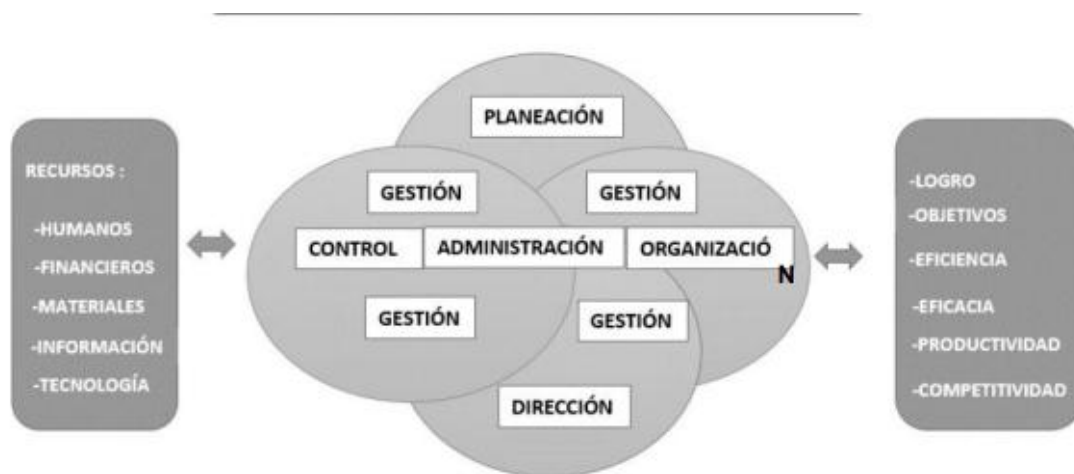 RECURSOS :
-HUMANOS
-FINANCIEROS
-MATERIALES
-INFORMACIÓN
-TECNOLOGÍA
PLANEACIÓN
GESTIÓN
GESTIÓN
CONTROL
ADMINISTRACIÓN
ORGANIZACIÓ
N
GESTIÓN
GESTIÓN
DIRECCIÓN
-LOGRO
-OBJETIVOS
-EFICIENCIA
-EFICACIA
-PRODUCTIVIDAD
-COMPETITIVIDAD